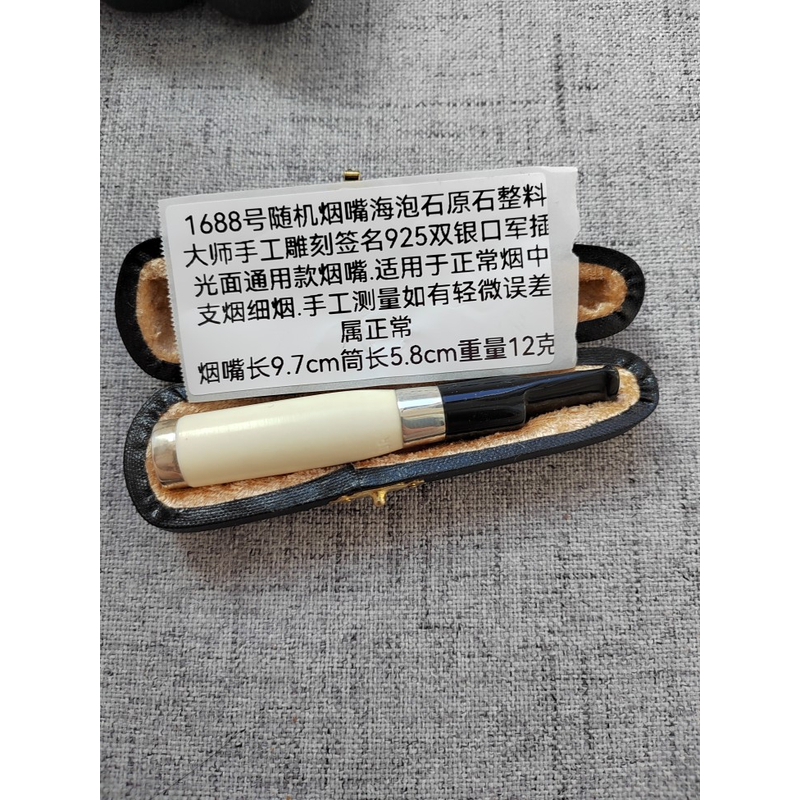 1688号随机烟嘴海泡石原石整料
大师手工雕刻签名925双银口军插
光面通用款烟嘴.适用于正常烟中
支烟细烟.手工测量如有轻微误差
属正常
烟嘴长9.7cm筒长5.8cm重量12克